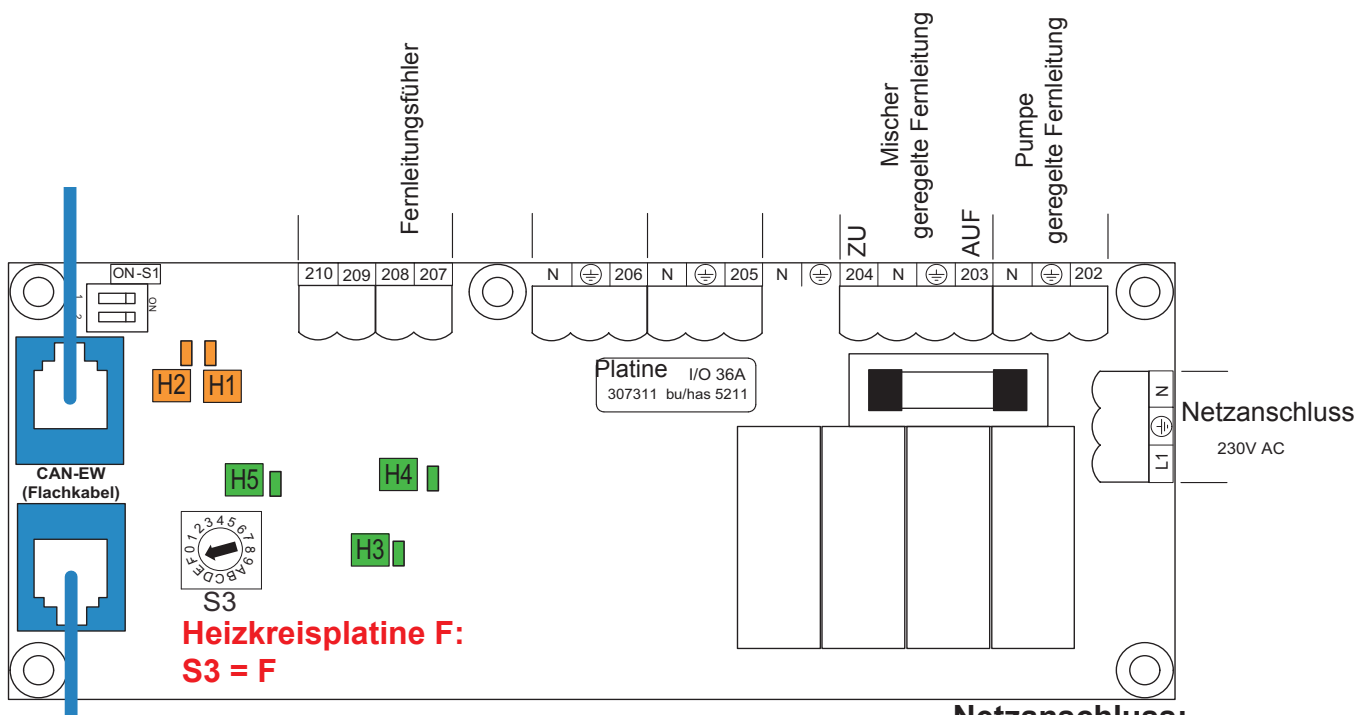 Fernleitungsfühler
Mischer
geregelte Fernleitung
Pumpe
geregelte Fernleitung
ZU
AUF
ON-S1
1
2
ON
210 209 208 207
N 206 N 205 N 204 N 203 N 202
H2 H1
Platine I/O 36A
307311 bu/has 5211
N
L1
Netzanschluss
230V AC
CAN-EW
(Flachkabel)
H5
H4
H3
0123456789ABCDEF
S3
Heizkreisplatine F:
S3 = F
Netzanschluss: